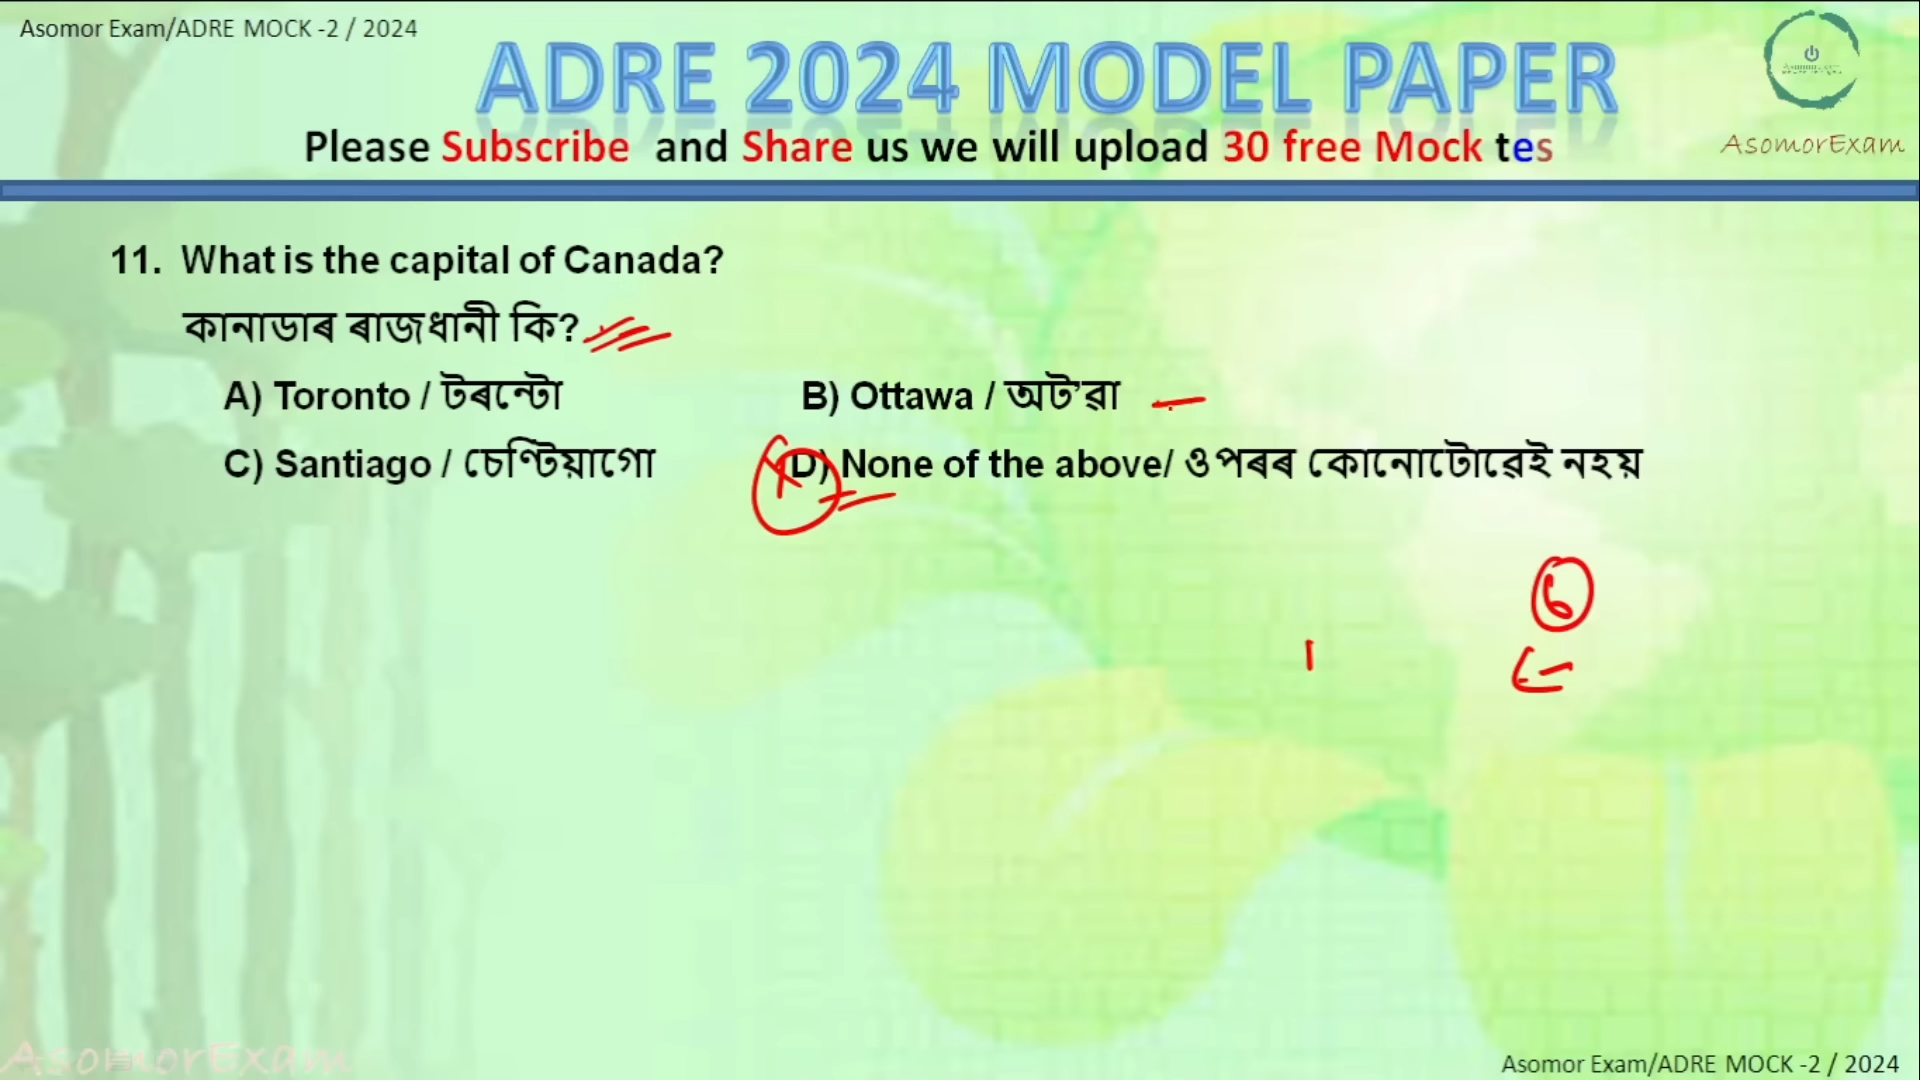 Asomor Exam/ADRE MOCK -2 / 2024
ADRE 2024 MODEL PAPER
Please Subscribe and Share us we will upload 30 free Mock tes
AsomorExam
11. What is the capital of Canada?
কানাডাৰ ৰাজধানী কি?
A) Toronto / টৰন্টো B) Ottawa / অট’ৱা
C) Santiago / চেণ্টিয়াগো D) None of the above/ ওপৰৰ কোনোটোৱেই নহয়
6
AsomorExam
Asomor Exam/ADRE MOCK -2 / 2024